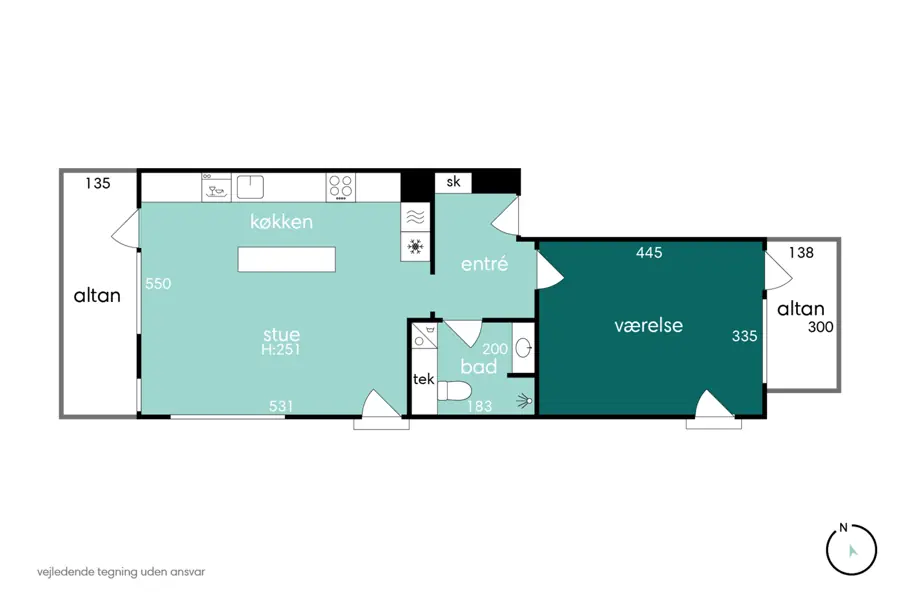 135
sk
køkken
445
138
entré
550
altan
altan
300
værelse
stue
H:251
335
200
bad
tek
531
183
N
vejledende tegning uden ansvar